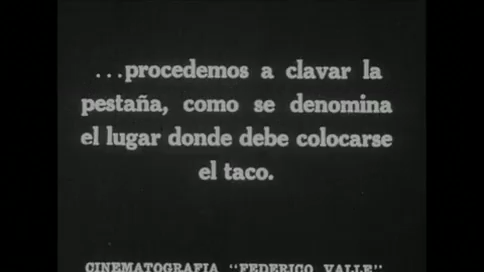 ...procedemos a clavar la
pestaña, como se denomina
el lugar donde debe colocarse
el taco.
CINEMATOGRAFIA "FEDERICO VALLE"